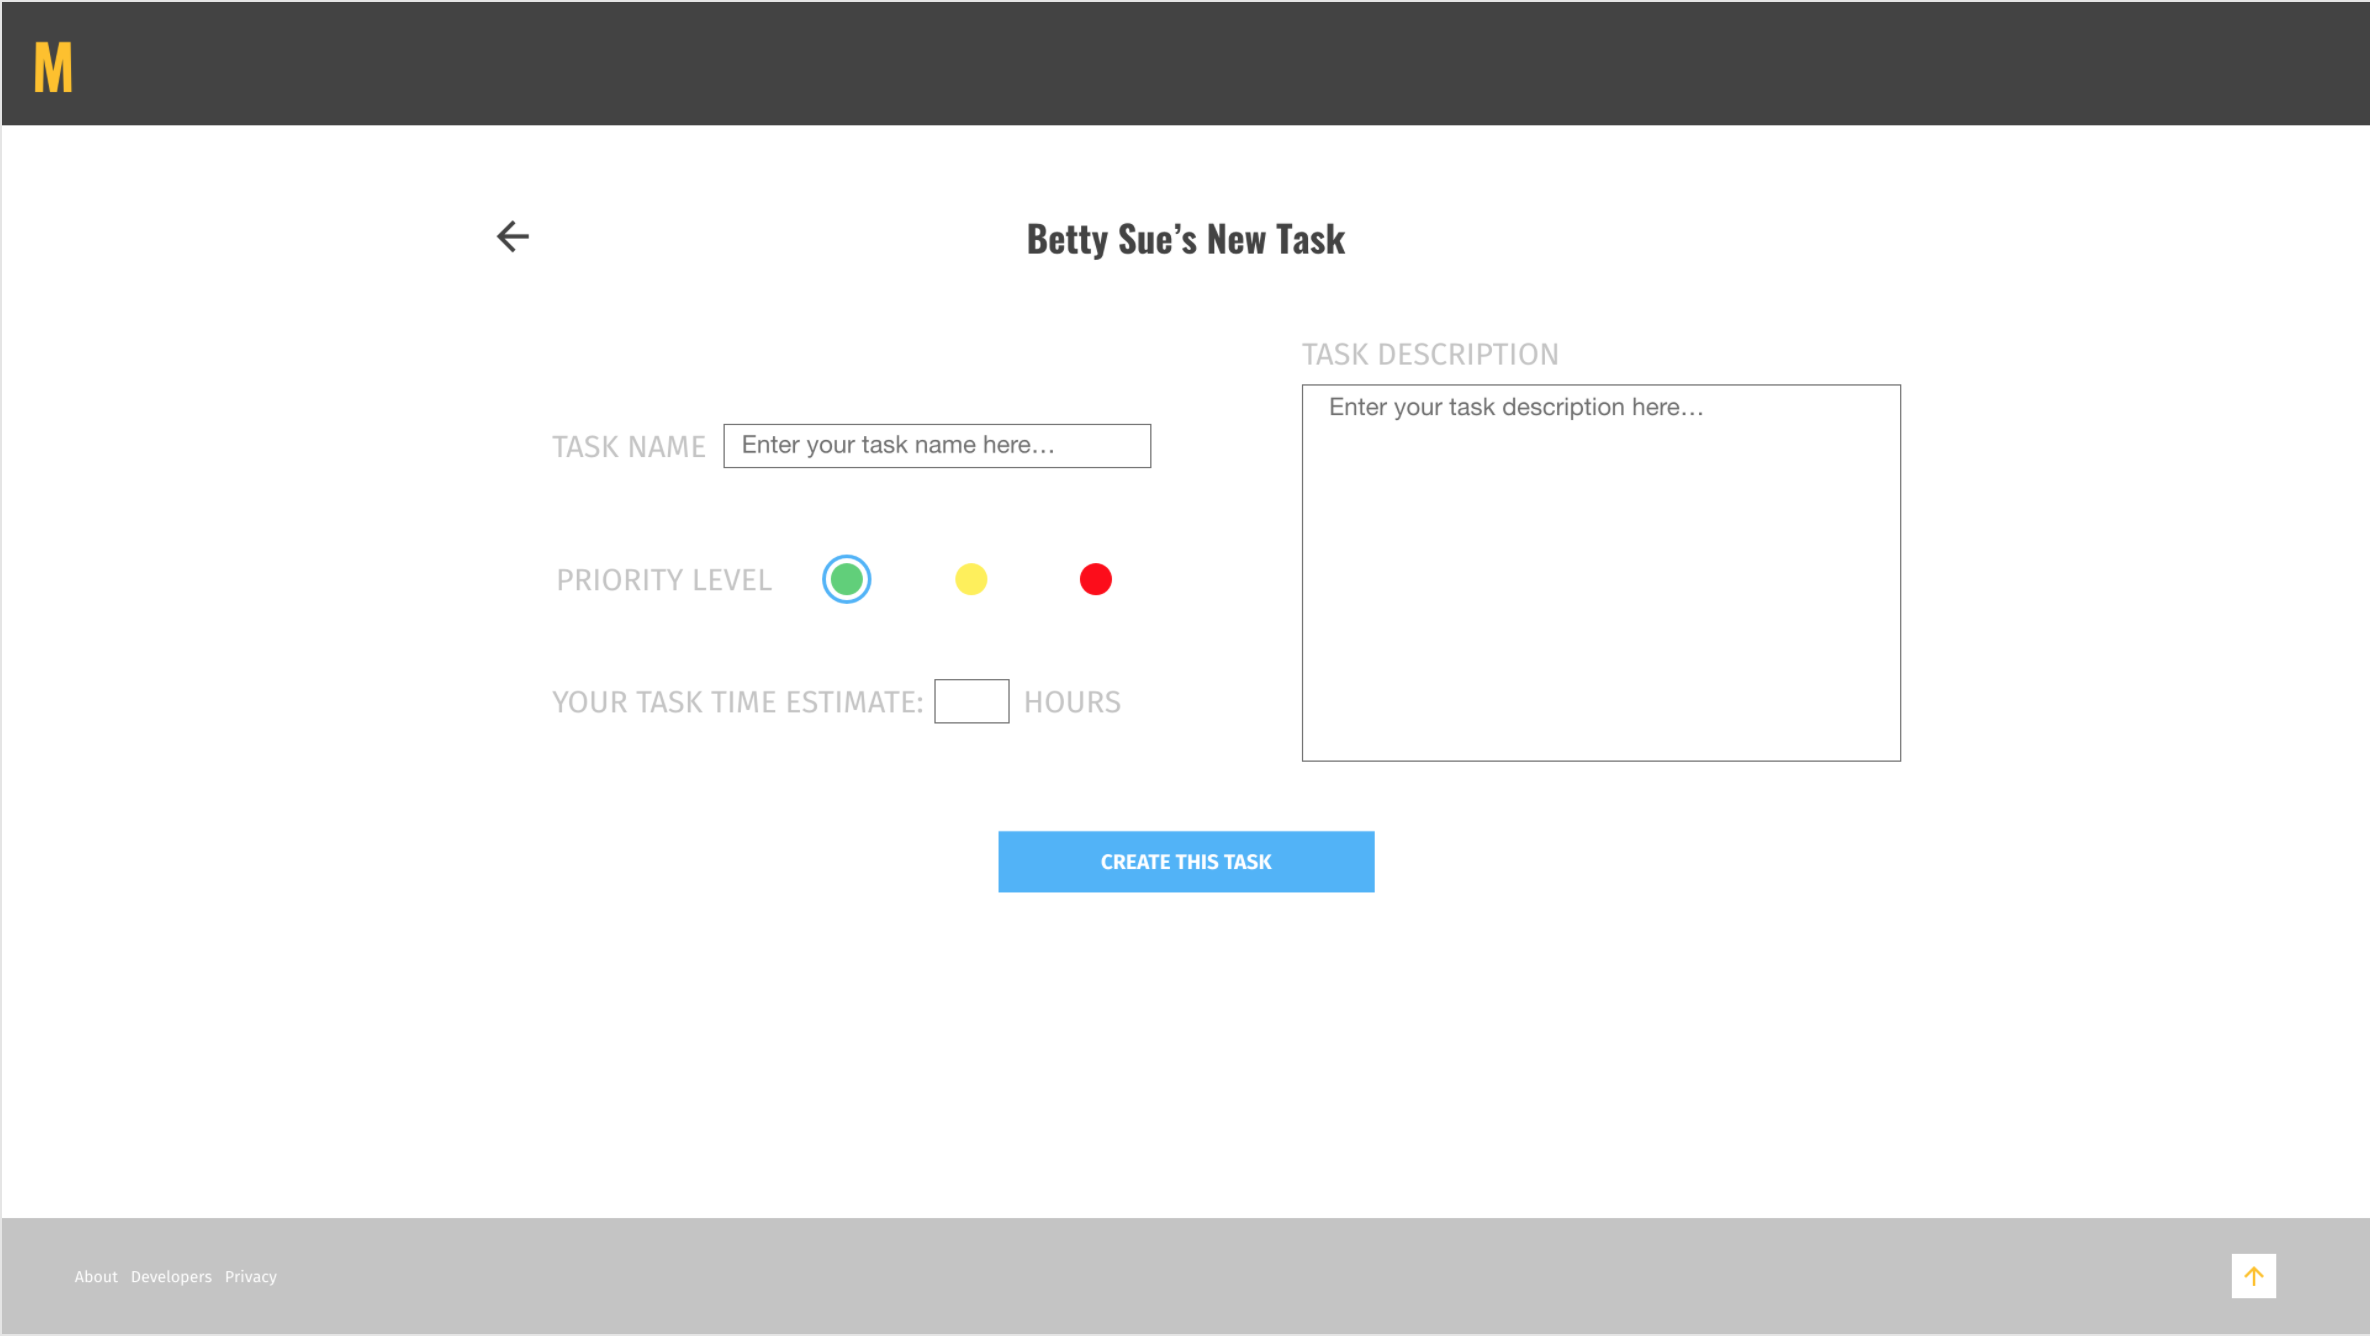 M
Betty Sue’s New Task
TASK NAME
Enter your task name here...
PRIORITY LEVEL
YOUR TASK TIME ESTIMATE:
HOURS
TASK DESCRIPTION
Enter your task description here...
CREATE THIS TASK
About Developers Privacy